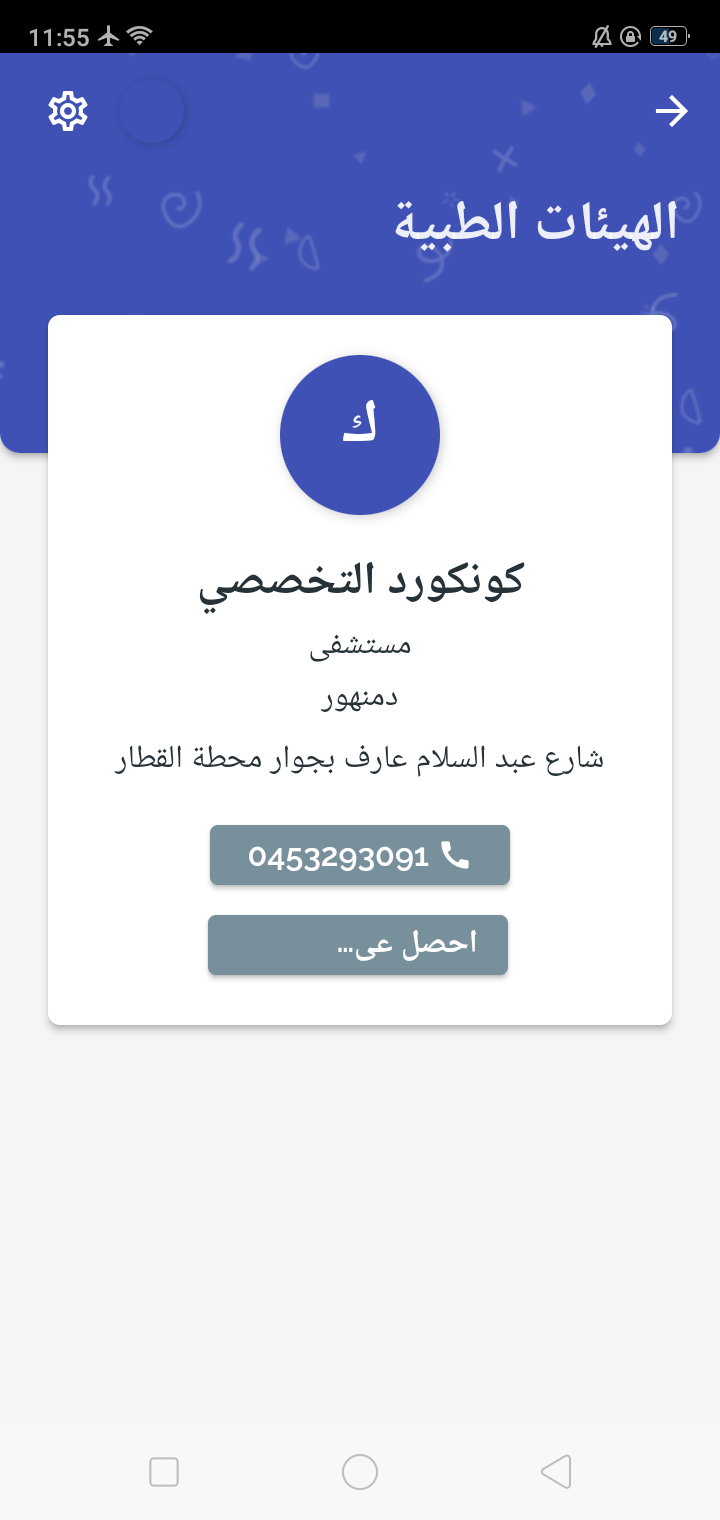 11:55
49
الهيئات الطبية
ك
كونكورد التخصصي
مستشفى
دمنهور
شارع عبد السلام عارف بجوار محطة القطار
0453293091
احصل عى...